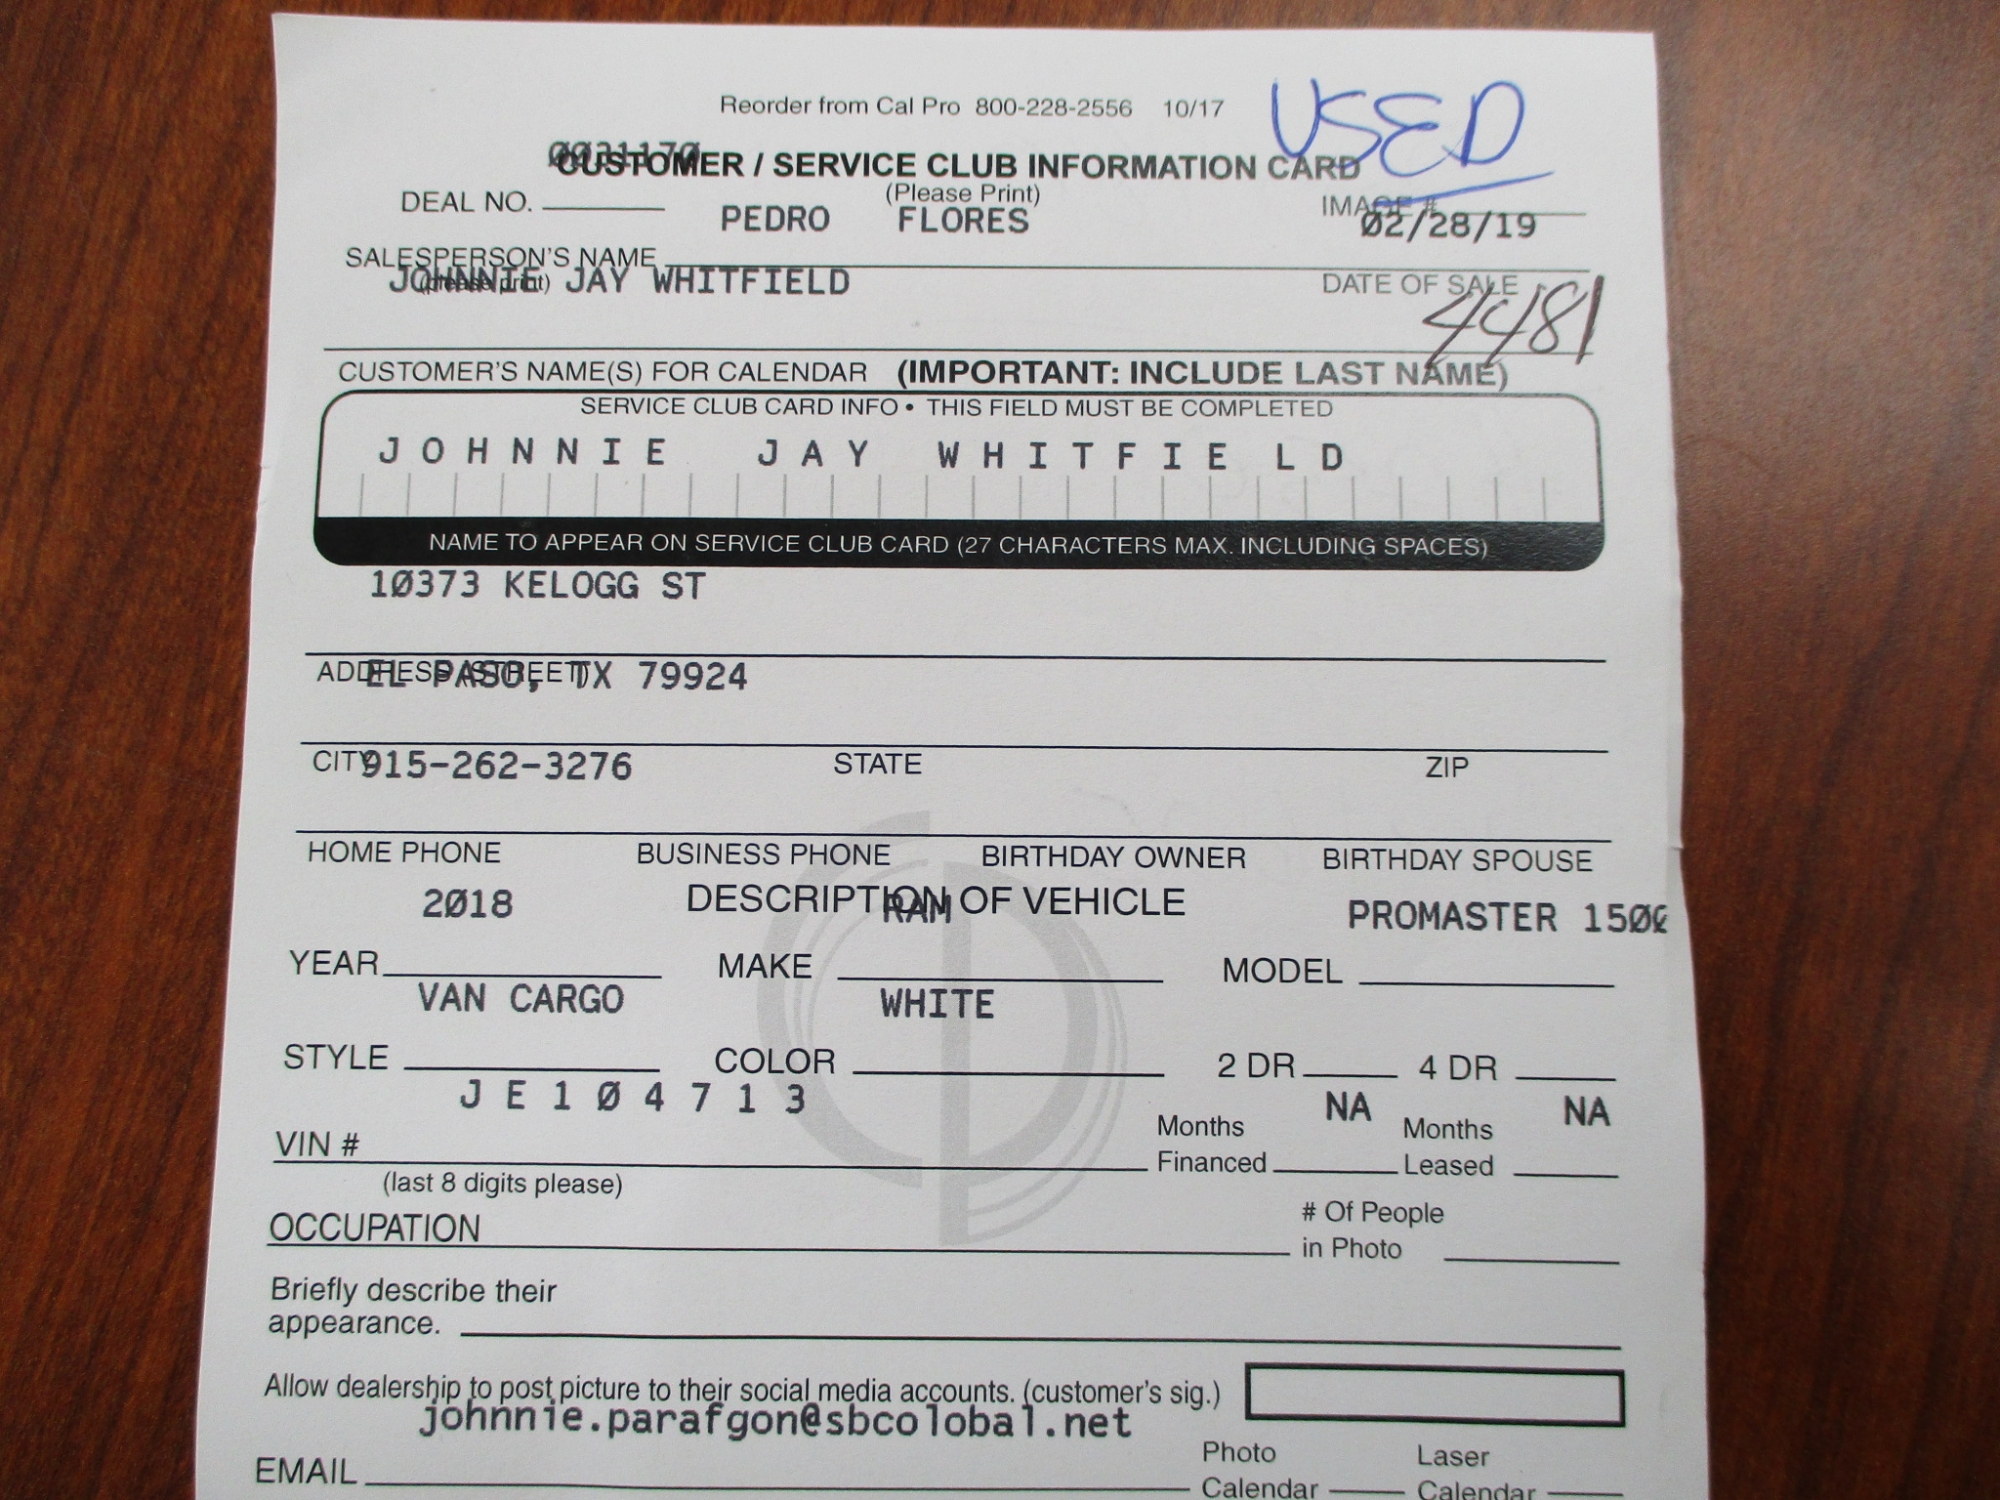 Reorder from Cal Pro 800-228-2556 10/17
USED
0031170
CUSTOMER / SERVICE CLUB INFORMATION CARD
(Please Print)
DEAL NO.
IMAGE #
PEDRO FLORES
02/28/19
SALESPERSON'S NAME
(please print)
DATE OF SALE
JOHNNIE JAY WHITFIELD
4481
CUSTOMER'S NAME(S) FOR CALENDAR (IMPORTANT: INCLUDE LAST NAME)
SERVICE CLUB CARD INFO • THIS FIELD MUST BE COMPLETED
JOHNNIE JAY WHITFIELD
NAME TO APPEAR ON SERVICE CLUB CARD (27 CHARACTERS MAX. INCLUDING SPACES)
10373 KELOGG ST
ADDRESS (STREET)
EL PASO, TX 79924
CITY STATE ZIP
915-262-3276
HOME PHONE BUSINESS PHONE BIRTHDAY OWNER BIRTHDAY SPOUSE
DESCRIPTION OF VEHICLE
2018 RAM PROMASTER 1500
YEAR MAKE MODEL
VAN CARGO WHITE
STYLE COLOR 2 DR 4 DR
JE104713 NA NA
VIN # Months Financed Months Leased
(last 8 digits please)
OCCUPATION # Of People in Photo
Briefly describe their
appearance.
Allow dealership to post picture to their social media accounts. (customer's sig.)
johnnie.parafgon@sbcolobal.net
EMAIL Photo Calendar Laser Calendar